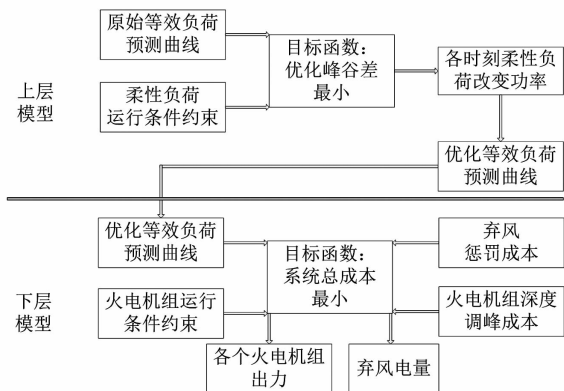 原始等效负荷
预测曲线
目标函数：
优化峰谷差
最小
各时刻柔性负
荷改变功率
上层
模型
柔性负荷
运行条件约束
优化等效负荷
预测曲线
优化等效负荷
预测曲线
目标函数：
系统总成本
最小
弃风
惩罚成本
下层
模型
火电机组运行
条件约束
火电机组深度
调峰成本
各个火电机组
出力
弃风电量